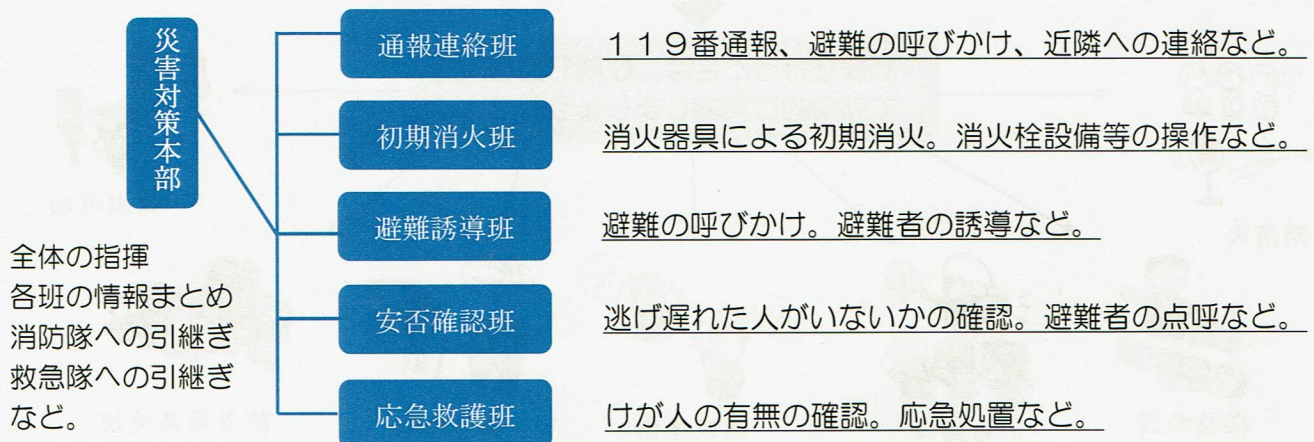 災害対策本部
全体の指揮
各班の情報まとめ
消防隊への引継ぎ
救急隊への引継ぎ
など。
通報連絡班
119番通報、避難の呼びかけ、近隣への連絡など。
初期消火班
消火器具による初期消火。消火栓設備等の操作など。
避難誘導班
避難の呼びかけ。避難者の誘導など。
安否確認班
逃げ遅れた人がいないかの確認。避難者の点呼など。
応急救護班
けが人の有無の確認。応急処置など。